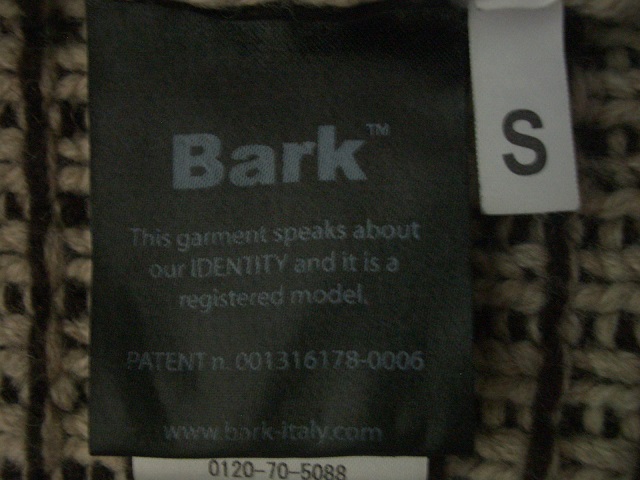 Bark™
S
This garment speaks about
our IDENTITY and it is a
registered model.
PATENT n. 001316178-0006
www.bark-italy.com
0120-70-5088